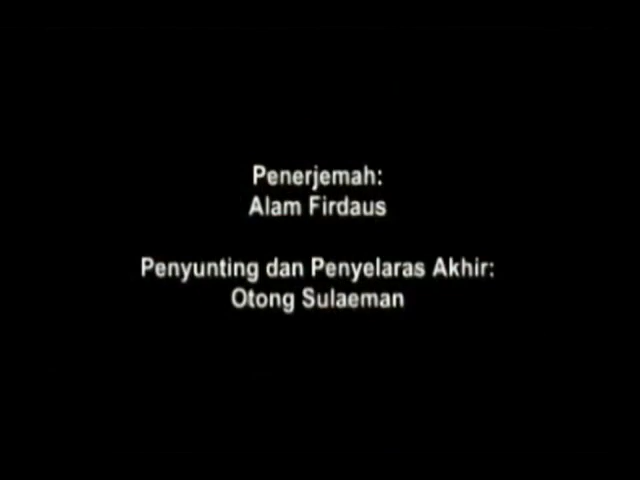 Penerjemah:
Alam Firdaus
Penyunting dan Penyelaras Akhir:
Otong Sulaeman